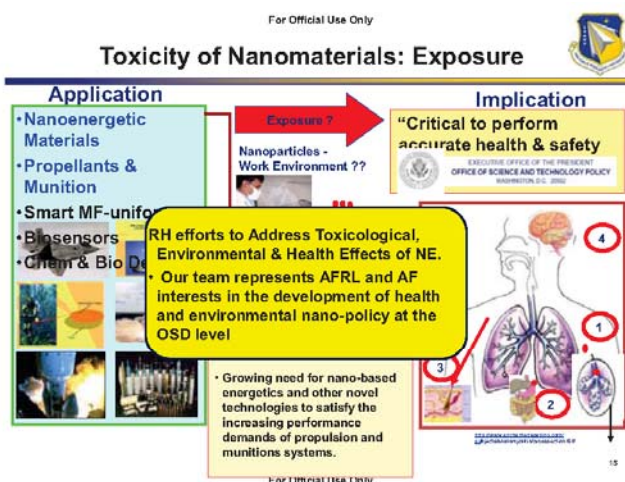 For Official Use Only
Toxicity of Nanomaterials: Exposure
Application
•Nanoenergetic
Materials
•Propellants &
Munition
•Smart MF-unifo
•Biosensors
•Chem & Bio De
Exposure ?
Nanoparticles -
Work Environment ??
Implication
“Critical to perform
accurate health & safety
EXECUTIVE OFFICE OF THE PRESIDENT
OFFICE OF SCIENCE AND TECHNOLOGY POLICY
WASHINGTON, D.C. 20502
RH efforts to Address Toxicological,
Environmental & Health Effects of NE.
• Our team represents AFRL and AF
interests in the development of health
and environmental nano-policy at the
OSD level
• Growing need for nano-based
energetics and other novel
technologies to satisfy the
increasing performance
demands of propulsion and
munitions systems.
4
1
3
2
15
For Official Use Only